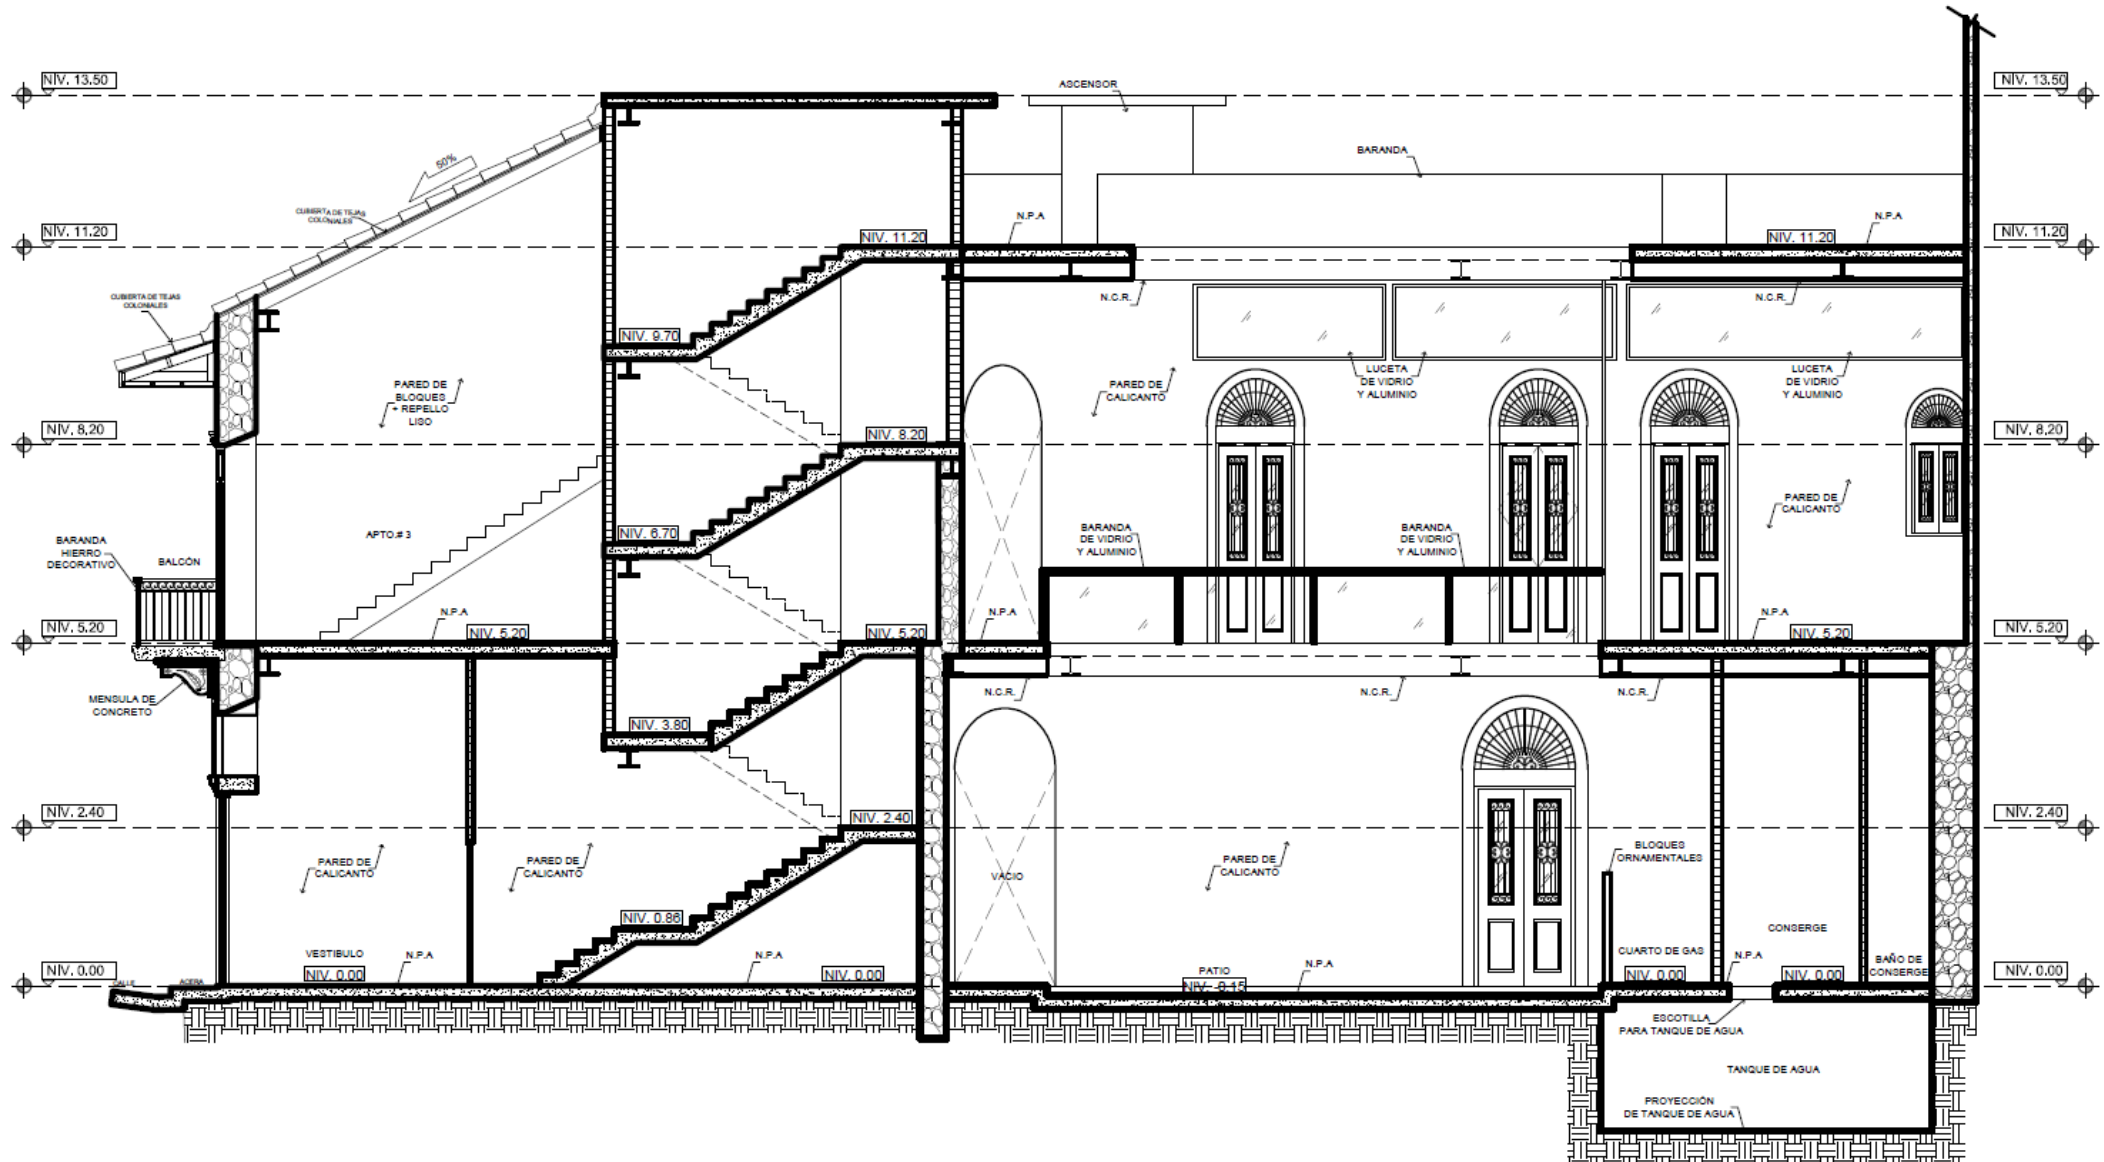 NIV. 13.50
NIV. 13.50
ASCENSOR
BARANDA
50%
CUBIERTA DE TEJAS
COLONIALES
NIV. 11.20
NIV. 11.20
N.P.A
NIV. 11.20
N.P.A
NIV. 11.20
CUBIERTA DE TEJAS
COLONIALES
N.C.R.
N.C.R.
NIV. 9.70
LUCETA
DE VIDRIO
Y ALUMINIO
LUCETA
DE VIDRIO
Y ALUMINIO
PARED DE
BLOQUES
+ REPELLO
LISO
PARED DE
CALICANTO
NIV. 8,20
NIV. 8.20
NIV. 8,20
PARED DE
CALICANTO
BARANDA
HIERRO
DECORATIVO
BALCÓN
APTO.# 3
NIV. 6.70
BARANDA
DE VIDRIO
Y ALUMINIO
BARANDA
DE VIDRIO
Y ALUMINIO
NIV. 5.20
N.P.A
NIV. 5.20
NIV. 5.20
N.P.A
N.P.A
NIV. 5.20
NIV. 5.20
MENSULA DE
CONCRETO
N.C.R.
N.C.R.
N.C.R.
NIV. 3.80
NIV. 2.40
NIV. 2.40
NIV. 2.40
PARED DE
CALICANTO
PARED DE
CALICANTO
VACIO
PARED DE
CALICANTO
BLOQUES
ORNAMENTALES
NIV. 0.86
CONSERGE
VESTIBULO
N.P.A
N.P.A
CUARTO DE GAS
N.P.A
BAÑO DE
CONSERGE
NIV. 0.00
CALLE
ACERA
NIV. 0.00
NIV. 0.00
PATIO
NIV. -0.15
N.P.A
NIV. 0.00
NIV. 0.00
NIV. 0.00
ESCOTILLA
PARA TANQUE DE AGUA
TANQUE DE AGUA
PROYECCIÓN
DE TANQUE DE AGUA